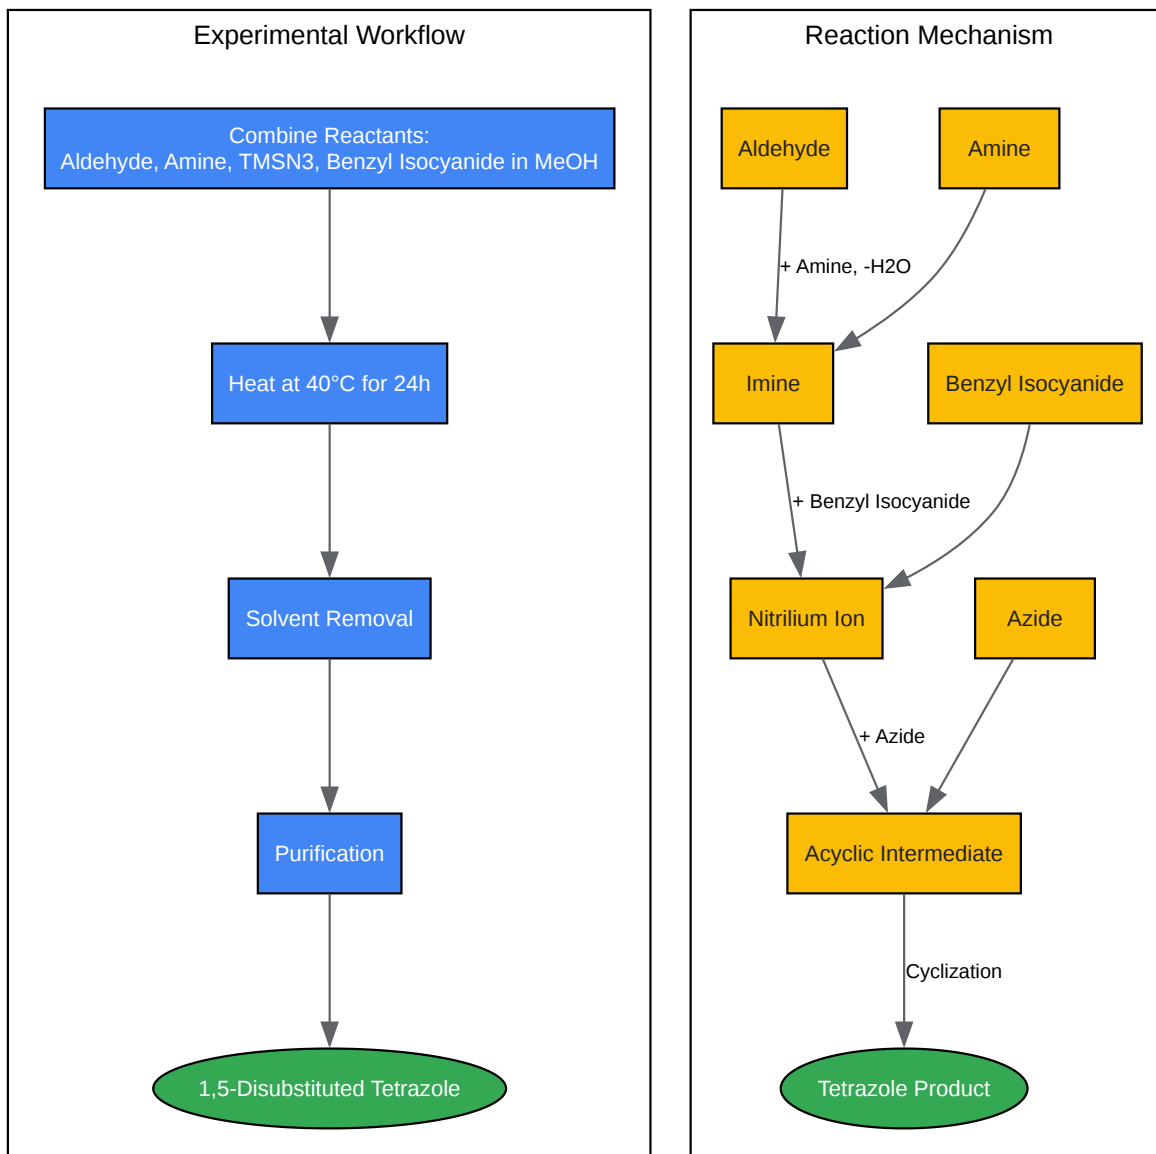 Experimental Workflow
Combine Reactants:
Aldehyde, Amine, TMSN3, Benzyl Isocyanide in MeOH
Heat at 40°C for 24h
Solvent Removal
Purification
1,5-Disubstituted Tetrazole
Reaction Mechanism
Aldehyde
Amine
+ Amine, -H2O
Imine
Benzyl Isocyanide
+ Benzyl Isocyanide
Nitrilium Ion
Azide
+ Azide
Acyclic Intermediate
Cyclization
Tetrazole Product